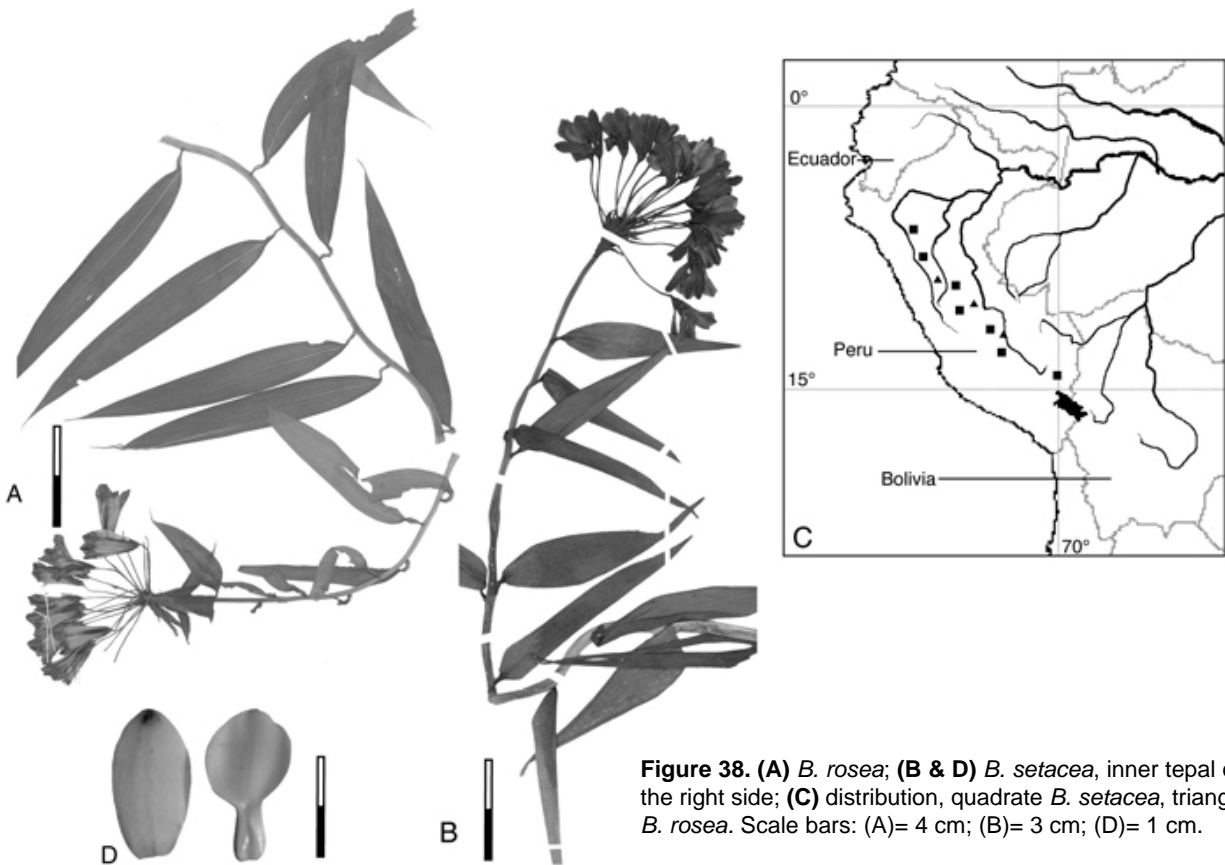 A
B
D
0°
Ecuador
Peru
15°
Bolivia
C
70°
Figure 38. (A) B. rosea; (B & D) B. setacea, inner tepal
the right side; (C) distribution, quadrate B. setacea,
B. rosea. Scale bars: (A)= 4 cm; (B)= 3 cm; (D)= 1 cm.